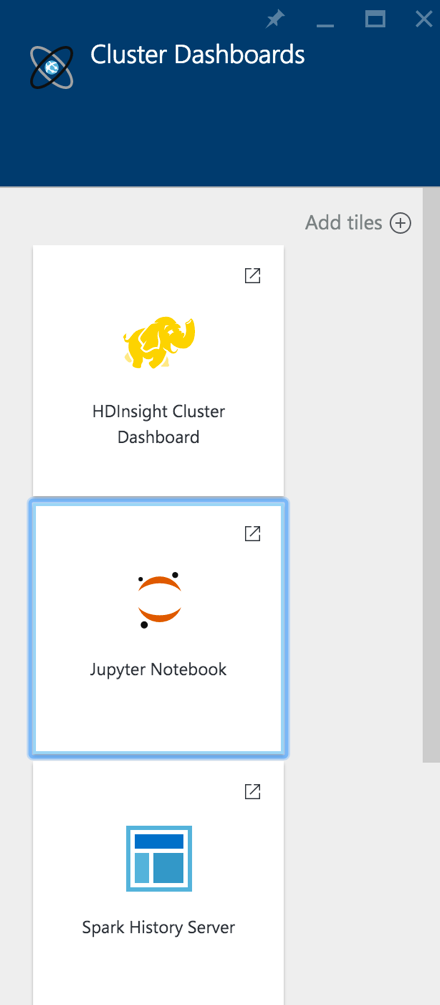 Cluster Dashboards
Add tiles
HDInsight Cluster
Dashboard
Jupyter Notebook
Spark History Server